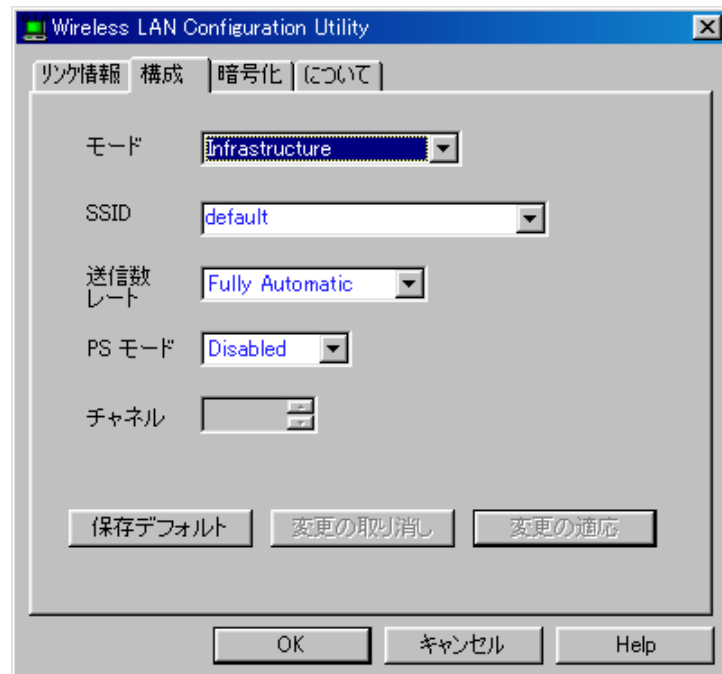 Wireless LAN Configuration Utility
リンク情報 構成 暗号化 について
モード Infrastructure
SSID default
送信数
レート Fully Automatic
PS モード Disabled
チャネル
保存デフォルト 変更の取り消し 変更の適応
OK キャンセル Help